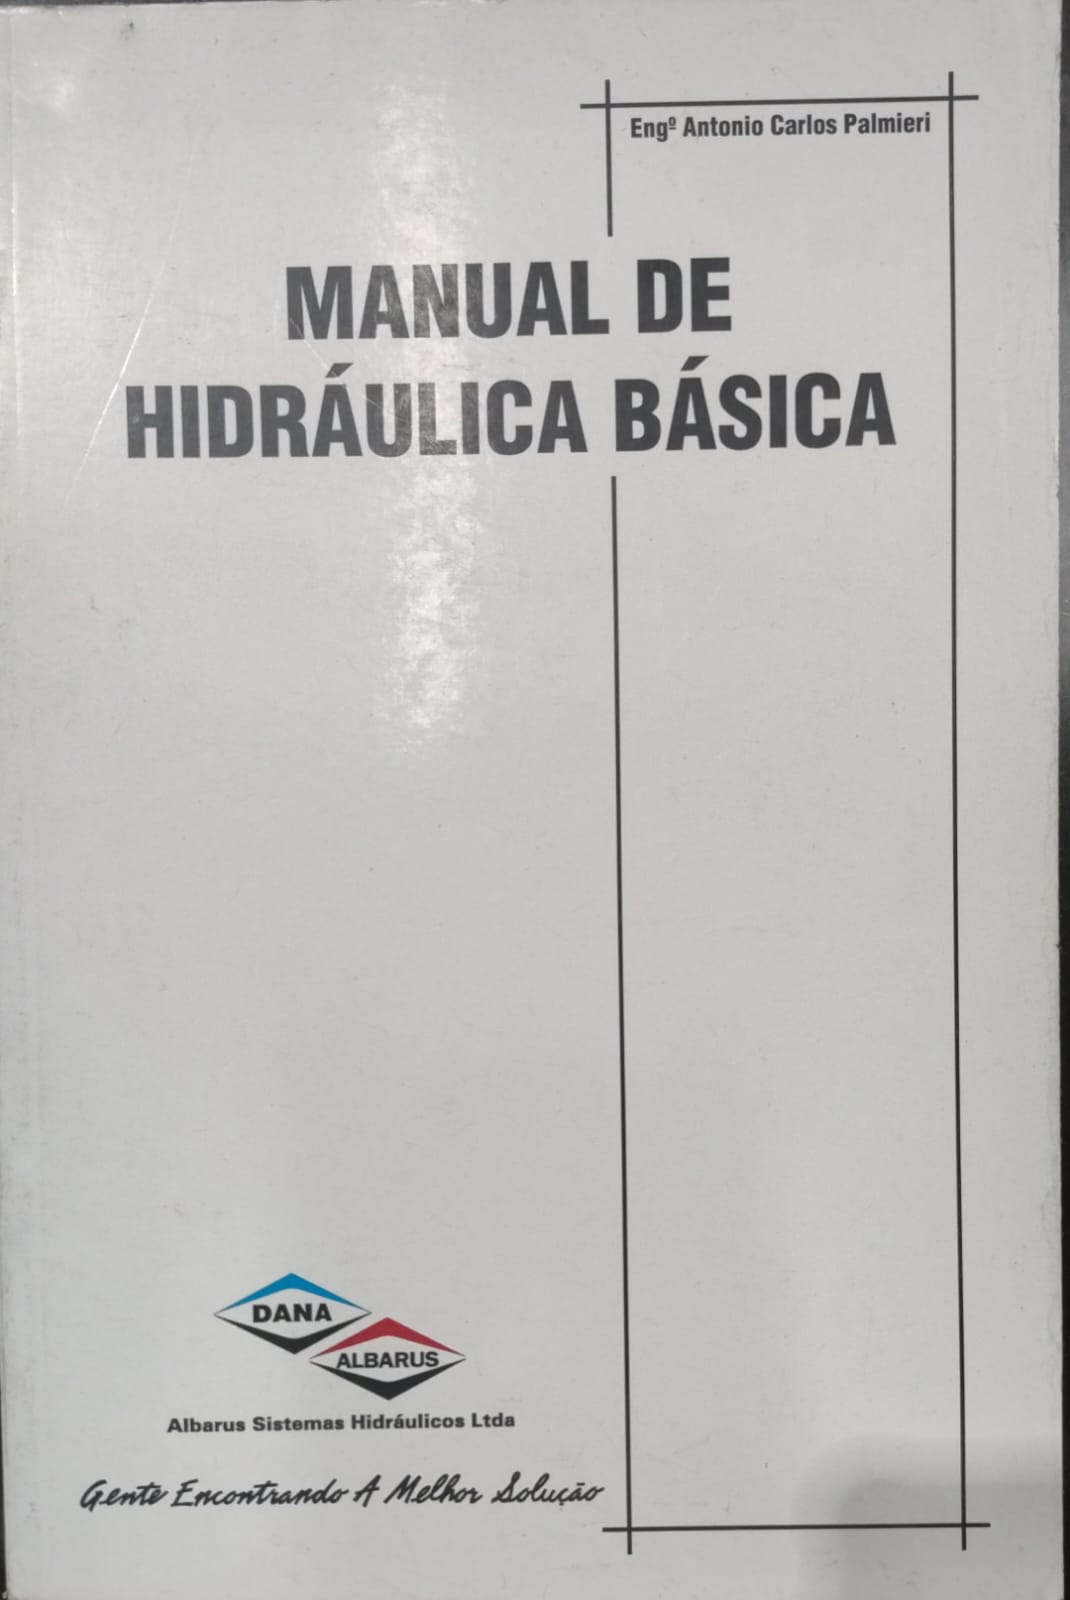 Engº Antonio Carlos Palmieri
MANUAL DE
HIDRÁULICA BÁSICA
DANA
ALBARUS
Albarus Sistemas Hidráulicos Ltda
Gente Encontrando A Melhor Solução